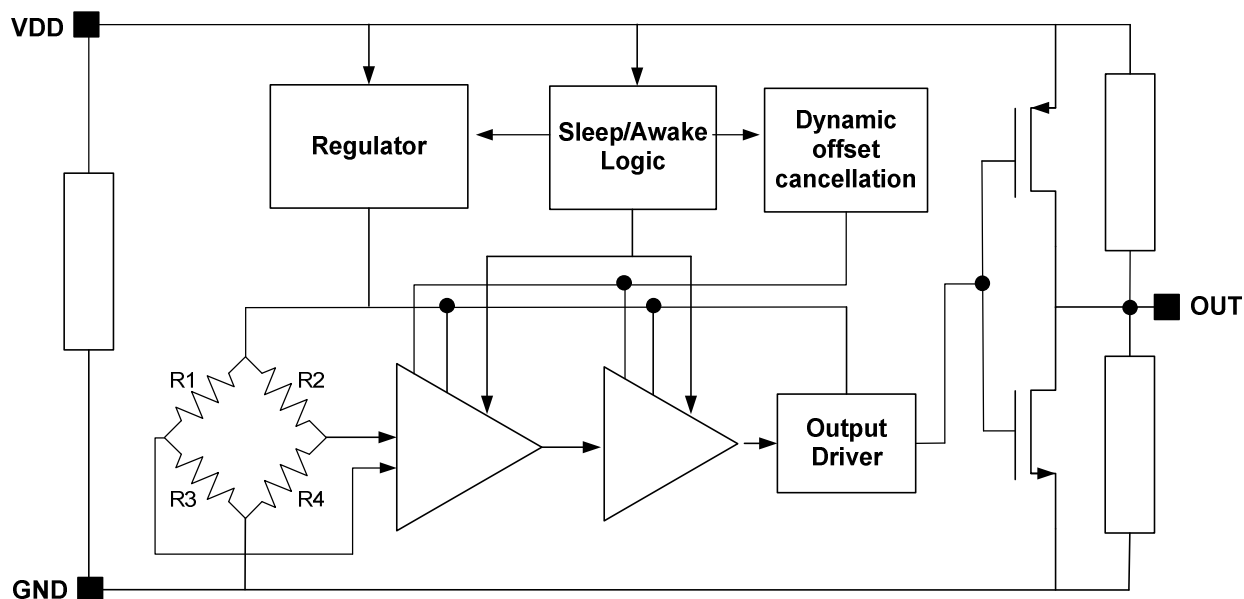 VDD
Regulator
Sleep/Awake
Logic
Dynamic
offset
cancellation
OUT
R1
R2
R3
R4
Output
Driver
GND